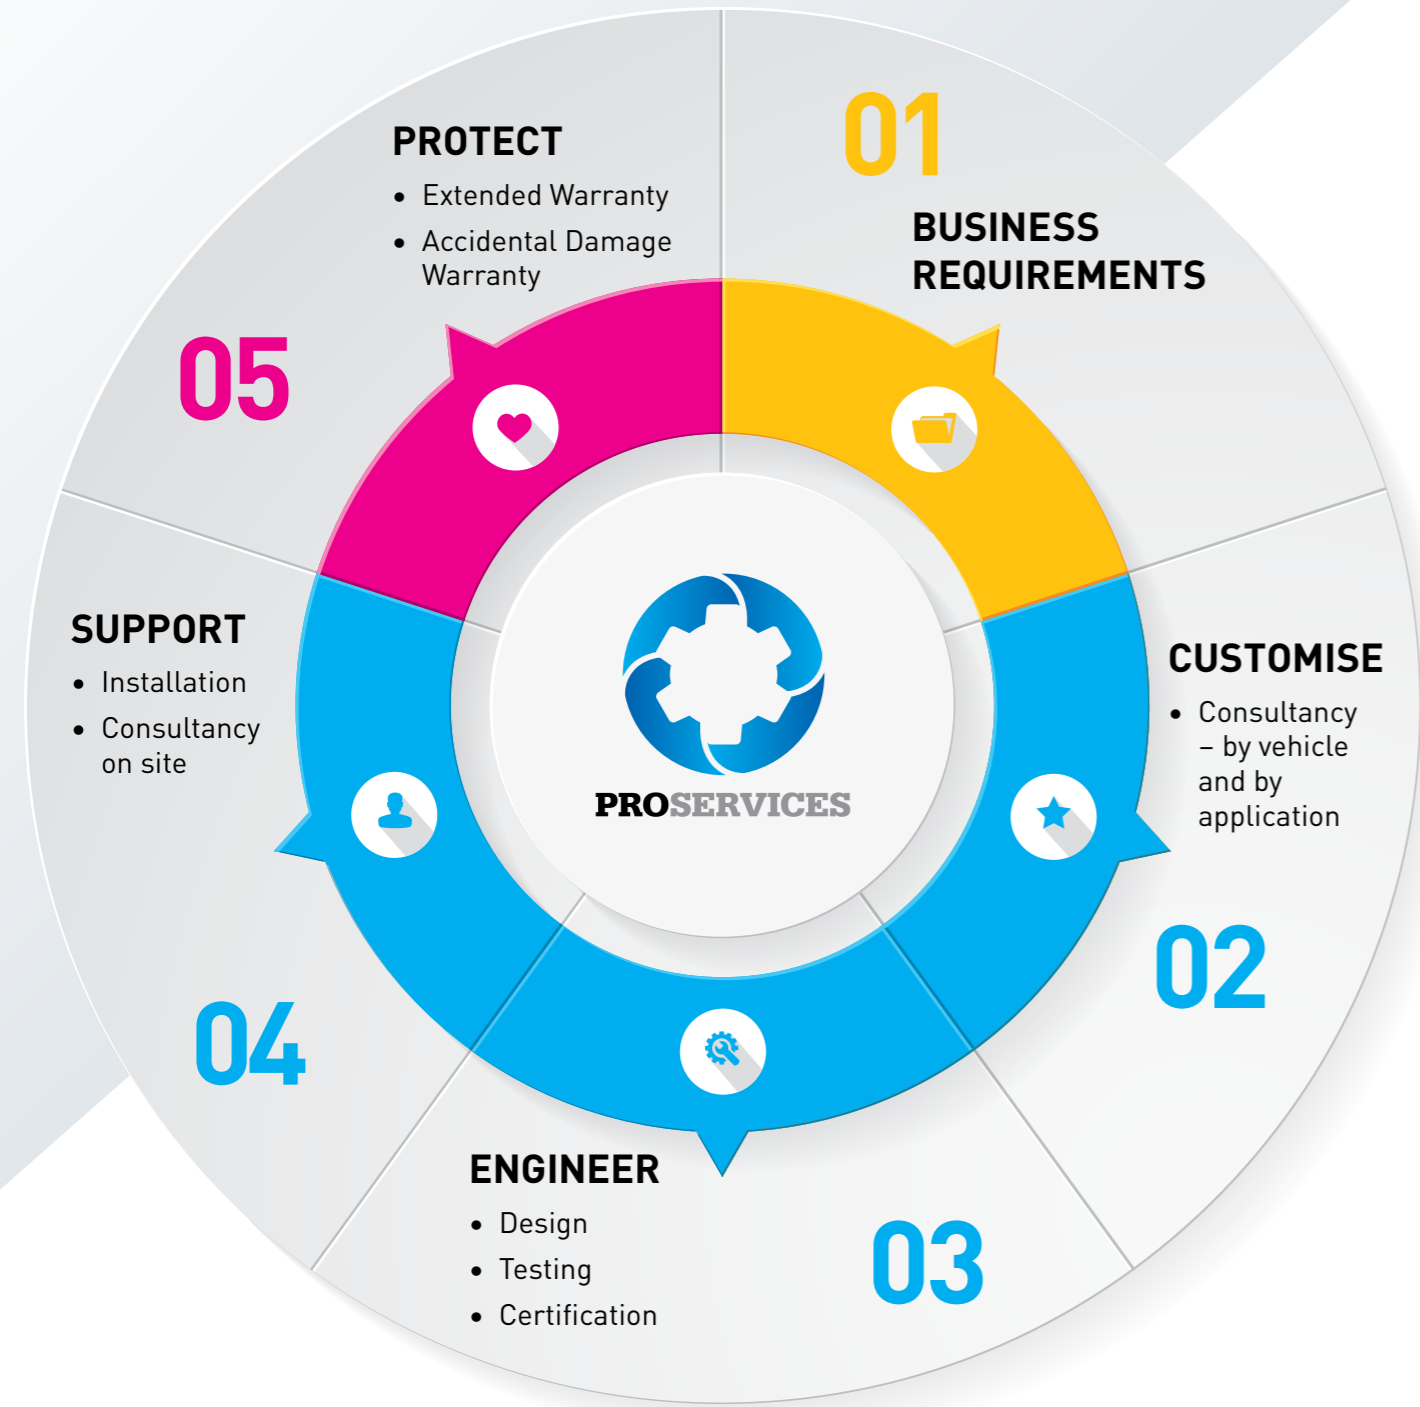 01
BUSINESS
REQUIREMENTS
CUSTOMISE
• Consultancy
– by vehicle
and by
application
02
ENGINEER
• Design
• Testing
• Certification
03
SUPPORT
• Installation
• Consultancy
on site
04
PROTECT
• Extended Warranty
• Accidental Damage
Warranty
05
PROSERVICES